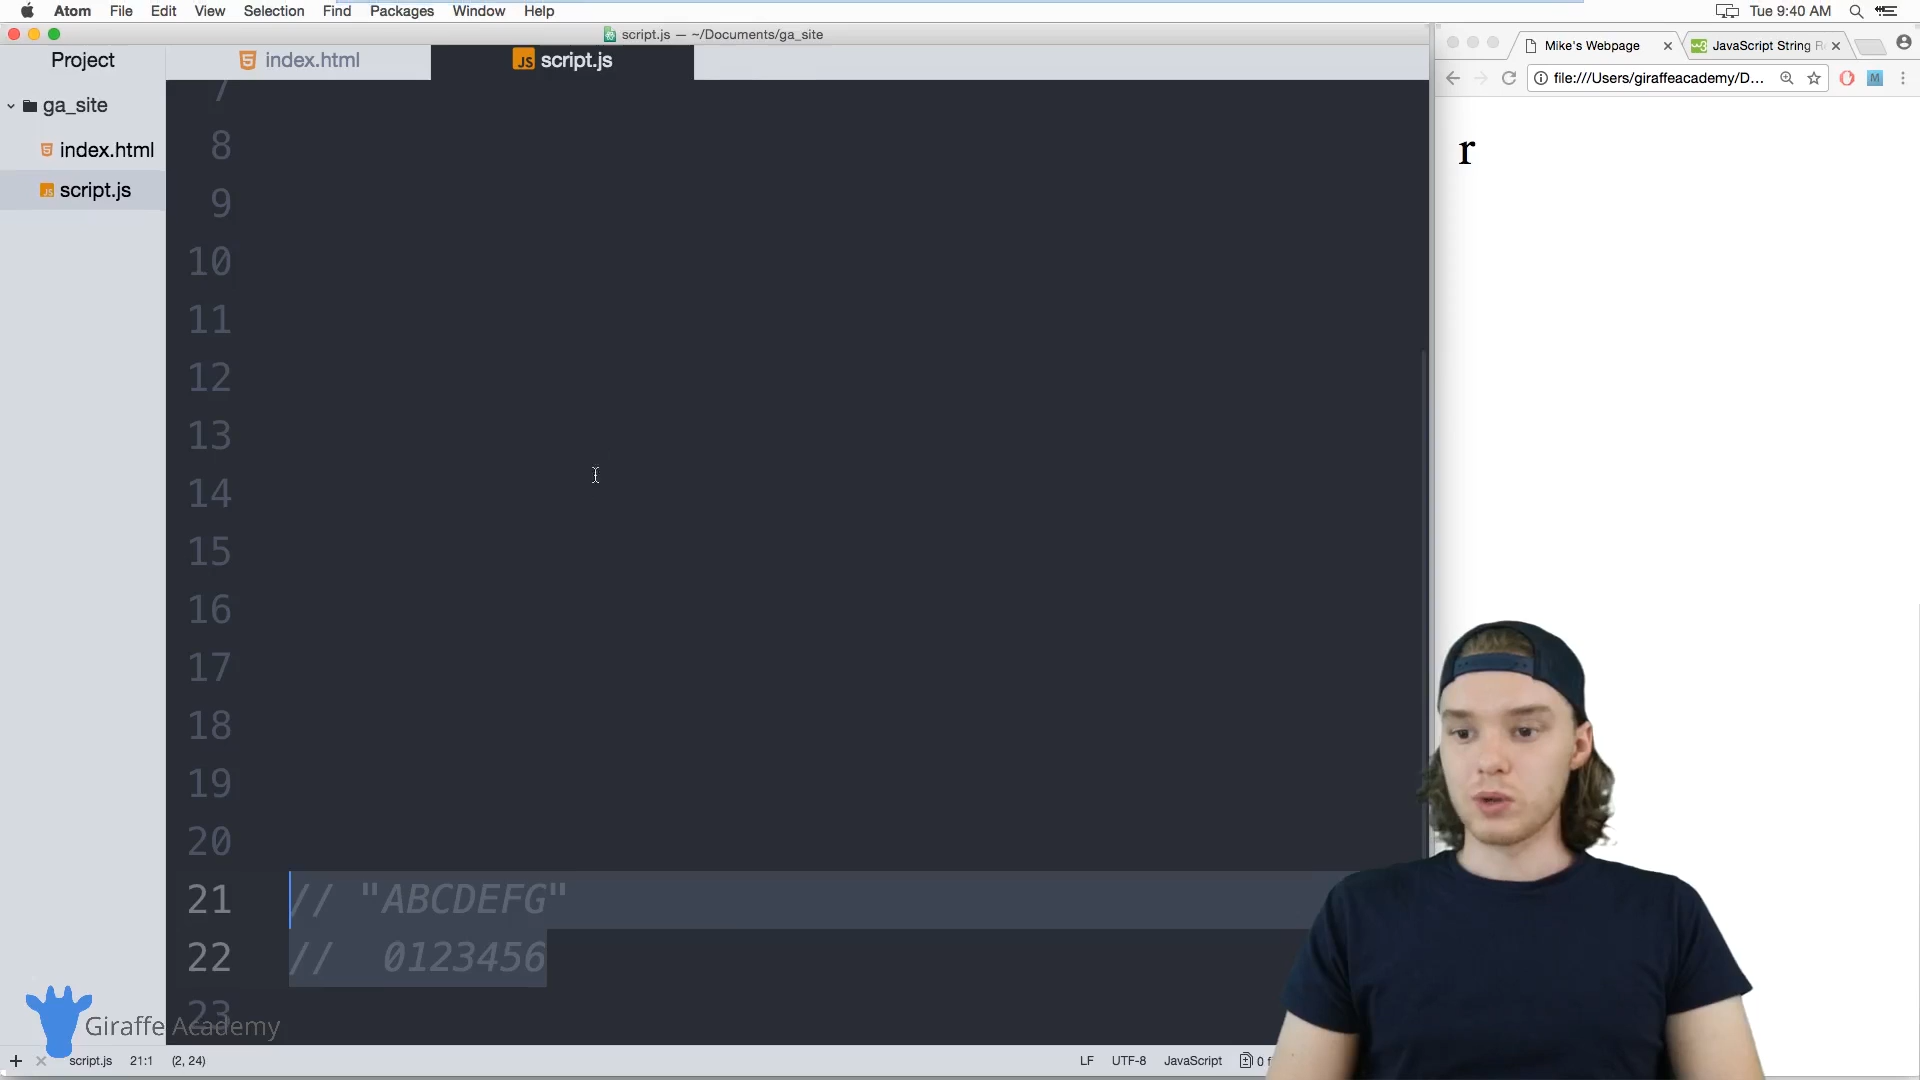 Atom File Edit View Selection Find Packages Window Help
Tue 9:40 AM
script.js — ~/Documents/ga_site
Mike's Webpage
JavaScript String R
Project
index.html
script.js
file:///Users/giraffeacademy/D...
ga_site
index.html
script.js
r
7
8
9
10
11
12
13
14
15
16
17
18
19
20
21 // "ABCDEFG"
22 // 0123456
23
Giraffe Academy
script.js 21:1 (2, 24)
LF UTF-8 JavaScript 0 f